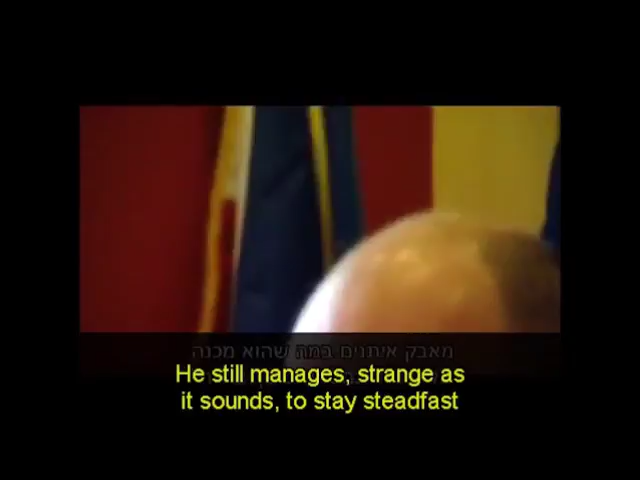 מאבק איתנים במה שהוא מכנה
He still manages, strange as
it sounds, to stay steadfast